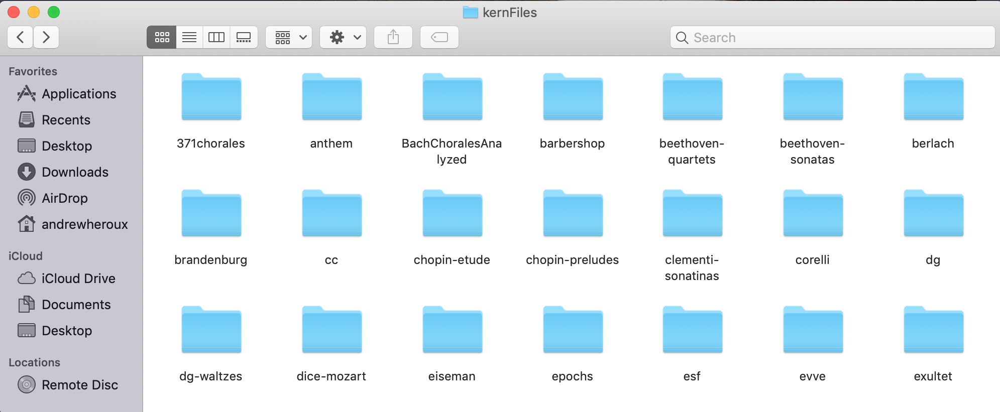 kernFiles
Search
Favorites
Applications
Recents
Desktop
Downloads
AirDrop
andrewheroux
iCloud
iCloud Drive
Documents
Desktop
Locations
Remote Disc
371chorales
anthem
BachChoralesAna
lyzed
barbershop
beethoven-
quartets
beethoven-
sonatas
berlach
brandenburg
cc
chopin-etude
chopin-preludes
clementi-
sonatinas
corelli
dg
dg-waltzes
dice-mozart
eiseman
epochs
esf
evve
exultet